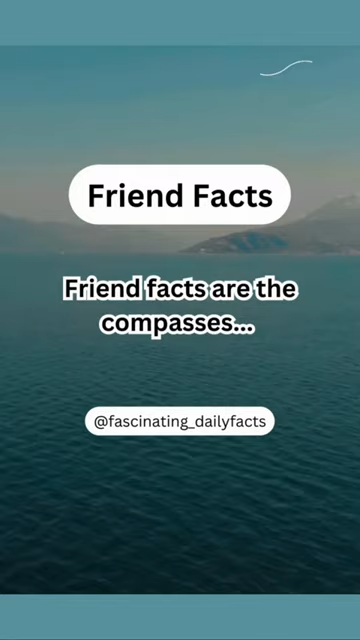 Friend Facts
Friend facts are the
compasses...
@fascinating_dailyfacts